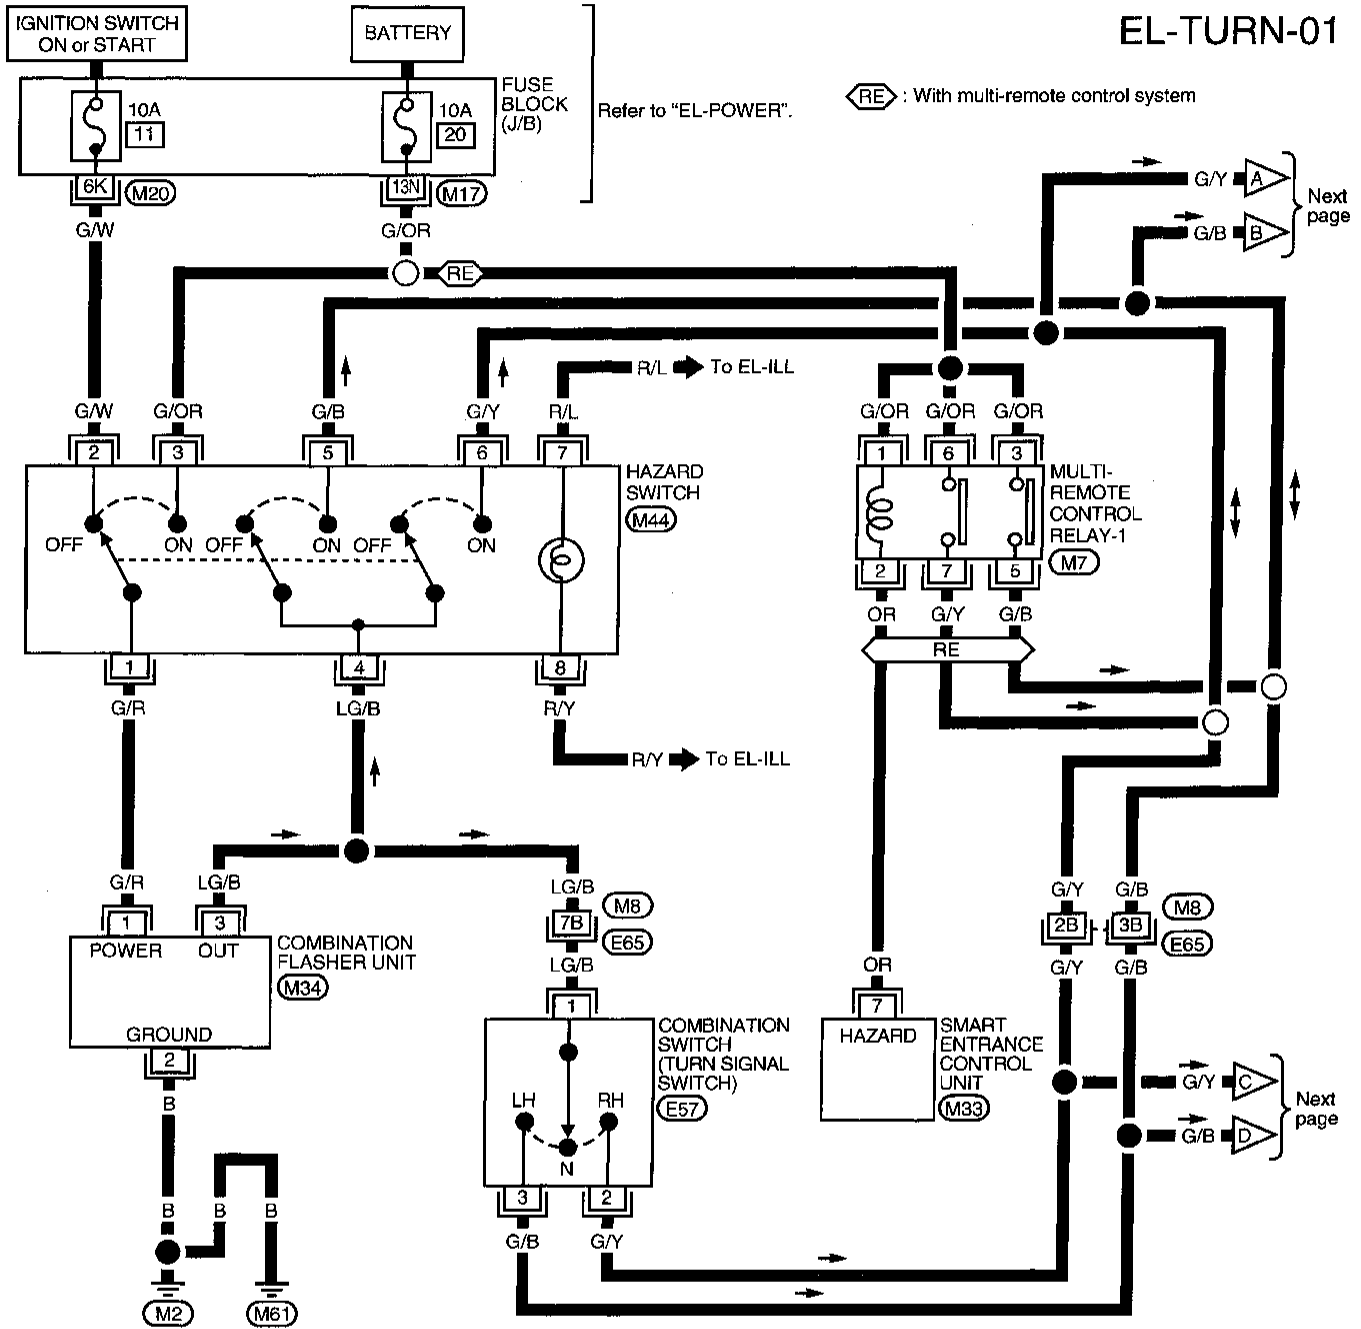 IGNITION SWITCH
ON or START
BATTERY
EL-TURN-01
FUSE
BLOCK
(J/B)
Refer to "EL-POWER".
10A
11
10A
20
RE : With multi-remote control system
6K
M20
13N
M17
G/W
G/OR
RE
G/Y
A
G/B
B
Next
page
R/L
To EL-ILL
G/W
G/OR
G/B
G/Y
R/L
G/OR
G/OR
G/OR
2
3
5
6
7
1
6
3
HAZARD
SWITCH
M44
MULTI-
REMOTE
CONTROL
RELAY-1
M7
OFF
ON
OFF
ON
OFF
ON
2
7
5
OR
G/Y
G/B
RE
1
4
8
G/R
LG/B
R/Y
R/Y
To EL-ILL
G/R
LG/B
LG/B
M8
7B
E65
LG/B
G/Y
G/B
M8
2B
3B
E65
G/Y
G/B
1
3
POWER
OUT
COMBINATION
FLASHER UNIT
M34
GROUND
2
B
OR
7
HAZARD
SMART
ENTRANCE
CONTROL
UNIT
M33
1
COMBINATION
SWITCH
(TURN SIGNAL
SWITCH)
E57
LH
RH
N
3
2
G/B
G/Y
G/Y
C
G/B
D
Next
page
B
B
B
M2
M61